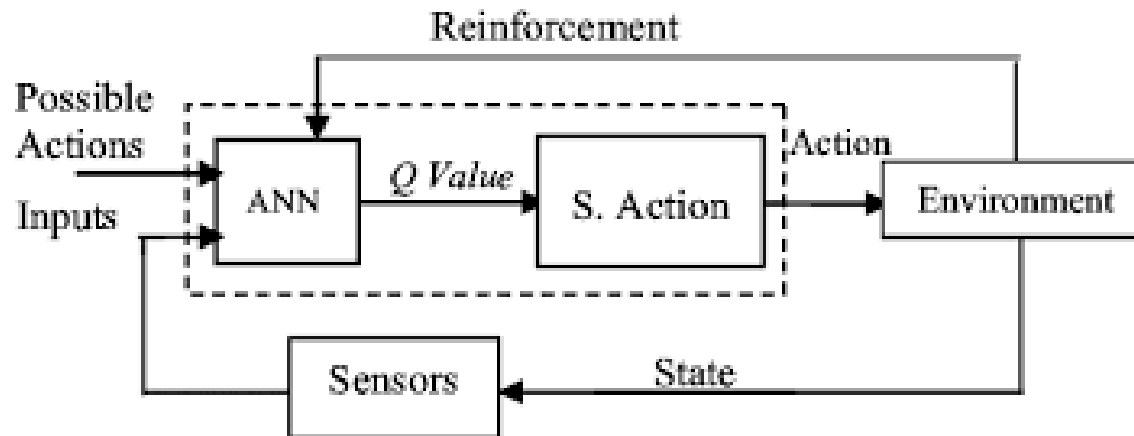 Reinforcement
Possible
Actions
Inputs
ANN
Q Value
S. Action
Action
Environment
Sensors
State